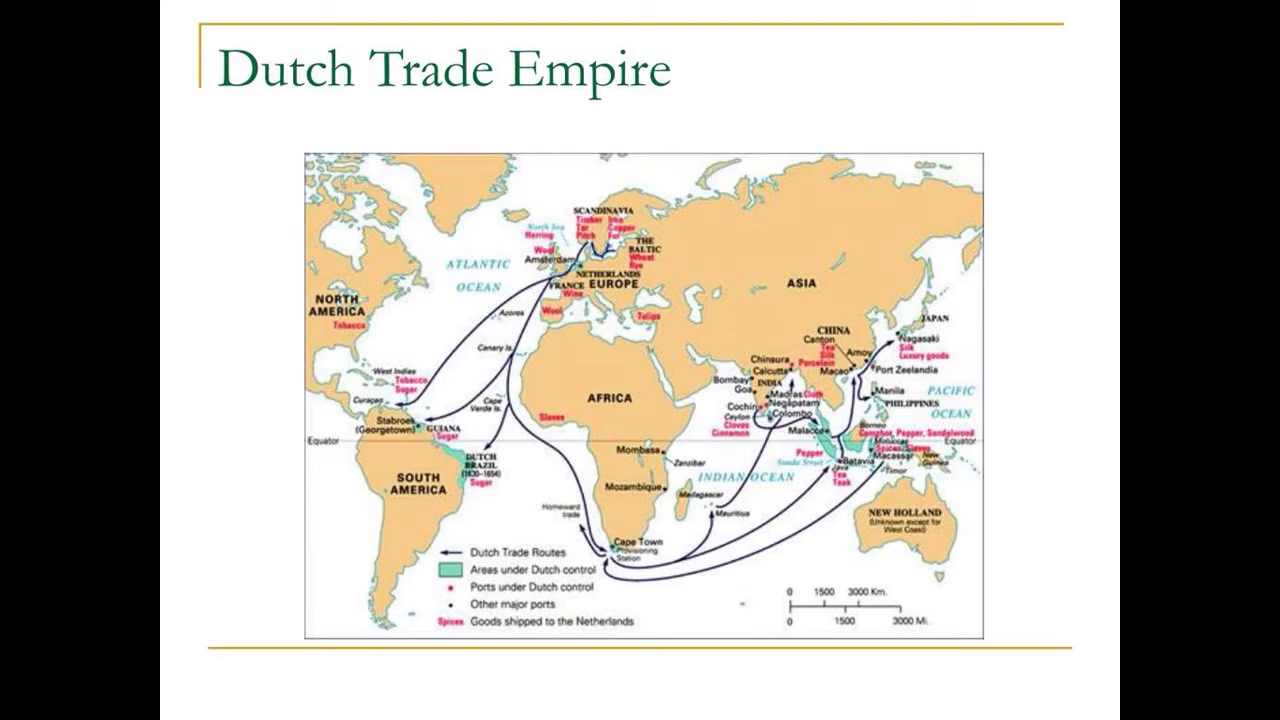 Dutch Trade Empire
SCANDINAVIA
Timber Iron
Tar Copper
Pitch Fur
North Sea
Herring
THE
BALTIC
Wheat
Rye
Wool
Amsterdam
NETHERLANDS
ATLANTIC
OCEAN
FRANCE
EUROPE
Wine
ASIA
NORTH
AMERICA
Tobacco
Azores
Wool
Tulips
JAPAN
CHINA
Canton
Tea
Silk
Porcelain
Nagasaki
Silk
Luxury goods
Canary Is.
Amoy
Chinsura
Calcutta
Macao
Port Zeelandia
West Indies
Tobacco
Sugar
Bombay
Goa
INDIA
Madras
Cloth
Manila
PACIFIC
OCEAN
Curaçao
Cape
Verde Is.
AFRICA
Negapatam
Cochin
Colombo
PHILIPPINES
Ceylon
Cloves
Cinnamon
Stabroek
(Georgetown)
GUIANA
Sugar
Slaves
Malacca
Borneo
Camphor, Pepper, Sandalwood
Equator
Equator
Moluccas
Spices, Slaves
Macassar
New
Guinea
Mombasa
Zanzibar
Pepper
Sunda Strait
Batavia
Java
Tea
Teak
Timor
DUTCH
BRAZIL
(1630-1654)
Sugar
SOUTH
AMERICA
INDIAN OCEAN
Mozambique
Madagascar
Mauritius
Homeward
trade
NEW HOLLAND
(Unknown except for
West Coast)
Cape Town
Provisioning
Station
Dutch Trade Routes
Areas under Dutch control
Ports under Dutch control
Other major ports
Spices Goods shipped to the Netherlands
0 1500 3000 Km.
0 1500 3000 Mi.